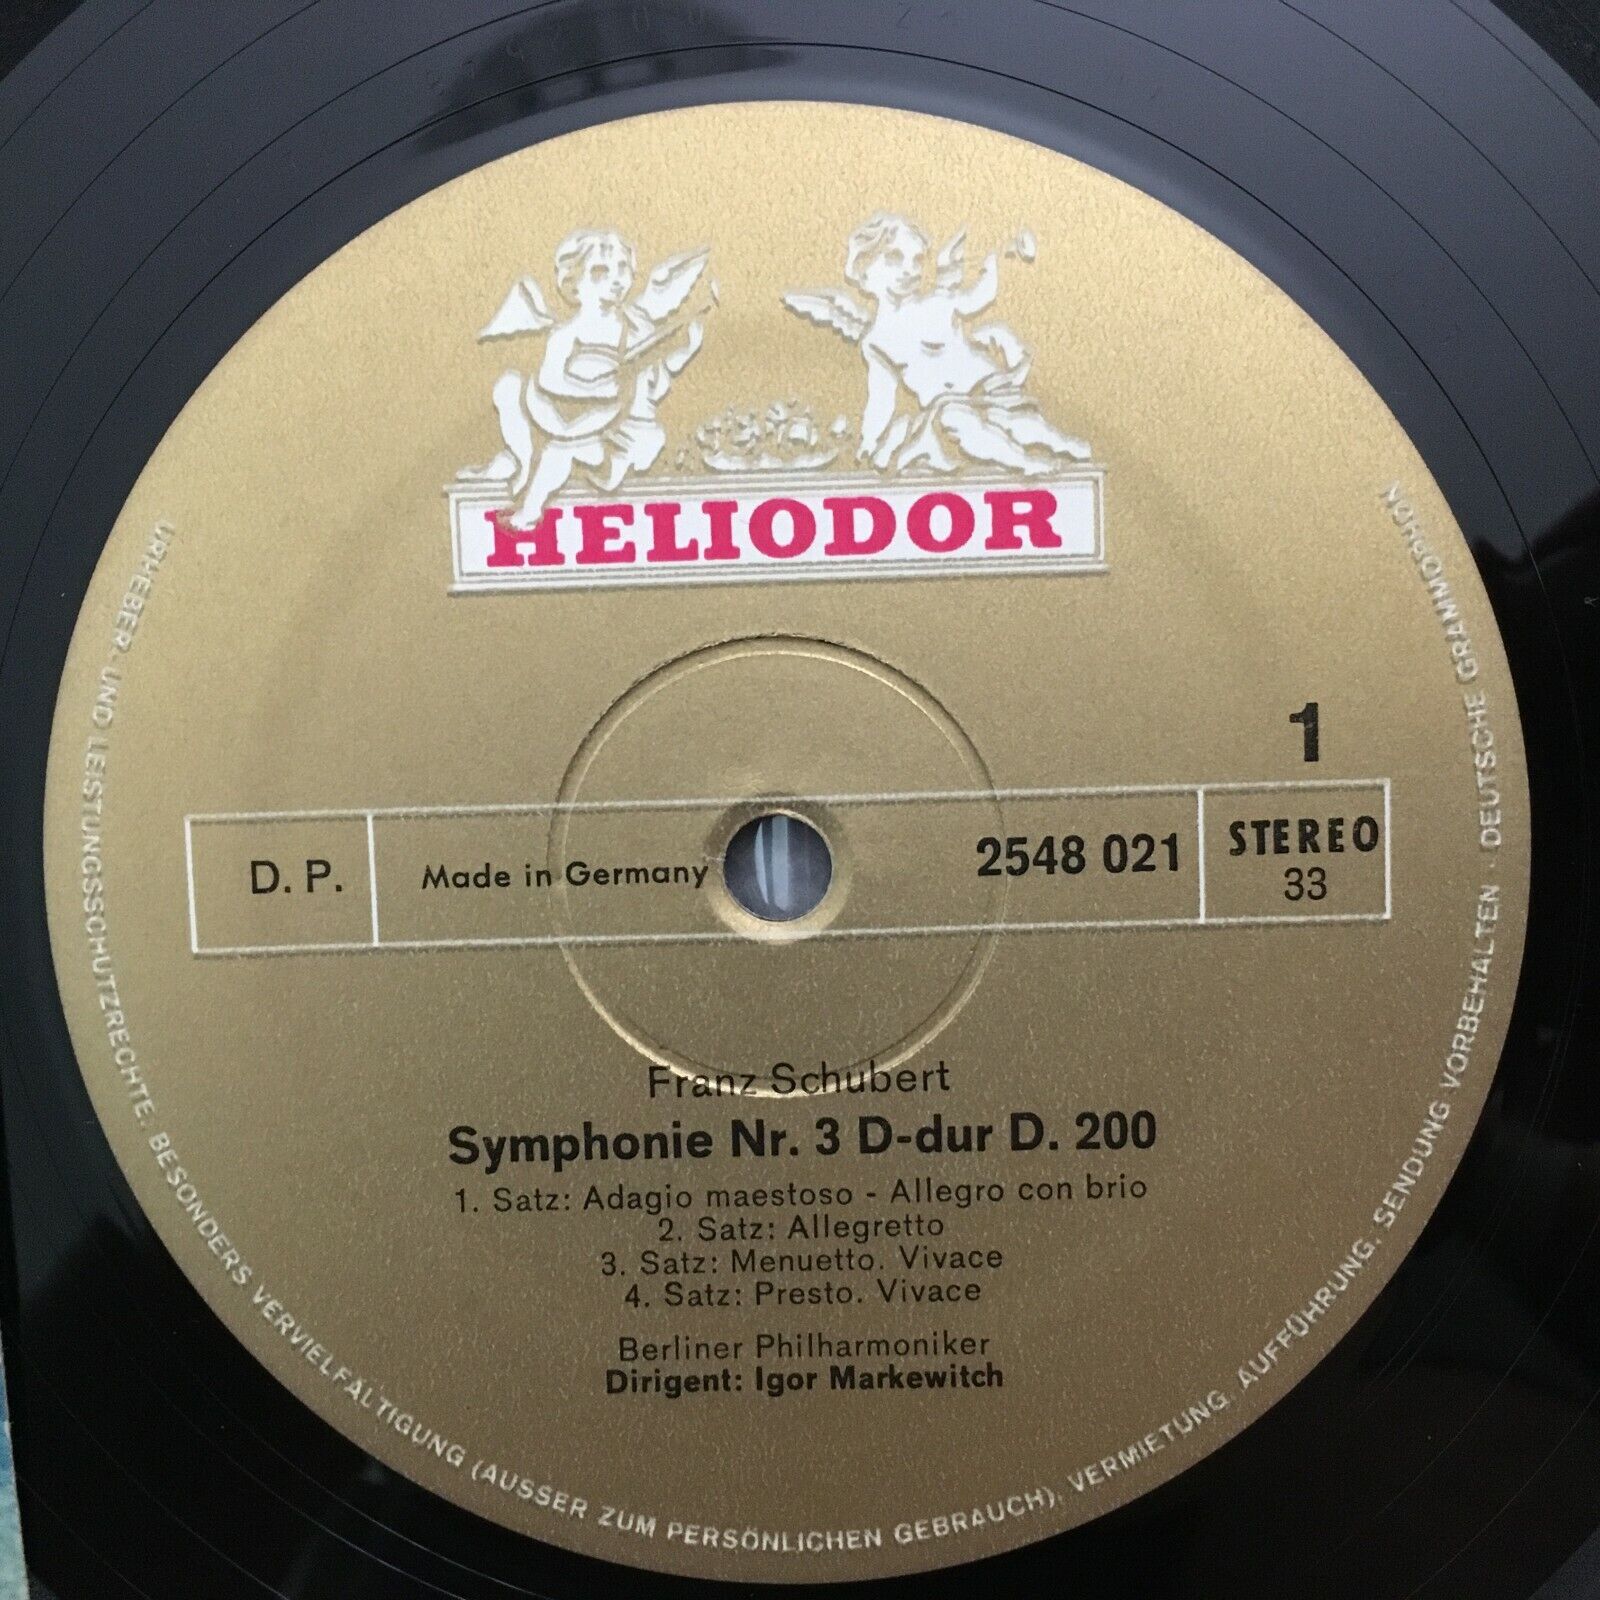 HELIODOR
1
D. P.
Made in Germany
2548 021
STEREO
33
Franz Schubert
Symphonie Nr. 3 D-dur D. 200
1. Satz: Adagio maestoso - Allegro con brio
2. Satz: Allegretto
3. Satz: Menuetto. Vivace
4. Satz: Presto. Vivace
Berliner Philharmoniker
Dirigent: Igor Markewitch
URHEBER- UND LEISTUNGSSCHUTZRECHTE. BESONDERS VERVIELFÄLTIGUNG (AUSSER ZUM PERSÖNLICHEN GEBRAUCH), VERMIETUNG, AUFFÜHRUNG, SENDUNG VORBEHALTEN · DEUTSCHE GRAMMOPHON